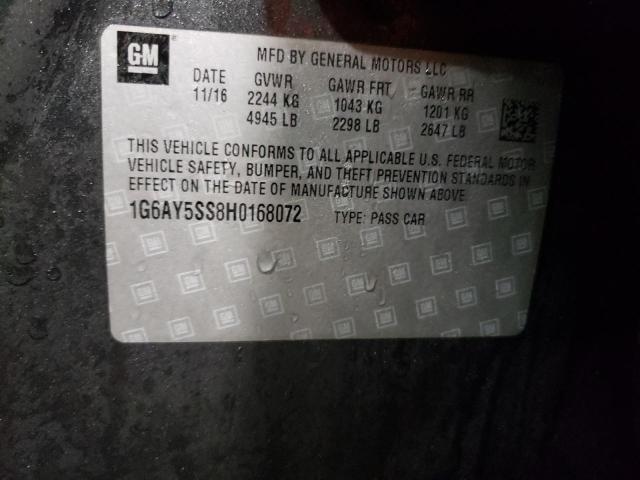 GM
MFD BY GENERAL MOTORS LLC
DATE GVWR GAWR FRT GAWR RR
11/16 2244 KG 1043 KG 1201 KG
4945 LB 2298 LB 2647 LB
THIS VEHICLE CONFORMS TO ALL APPLICABLE U.S. FEDERAL MOTOR
VEHICLE SAFETY, BUMPER, AND THEFT PREVENTION STANDARDS IN
EFFECT ON THE DATE OF MANUFACTURE SHOWN ABOVE.
1G6AY5SS8H0168072 TYPE: PASS CAR